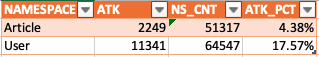 NAMESPACE ATK NS_CNT ATK_PCT
Article 2249 51317 4.38%
User 11341 64547 17.57%